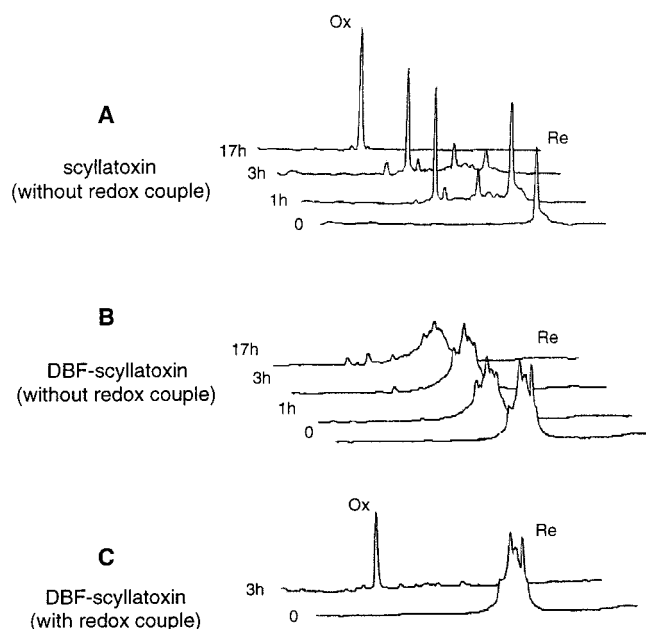 Ox
A
scyllatoxin
(without redox couple)
17h
Re
3h
1h
0
B
DBF-scyllatoxin
(without redox couple)
17h
Re
3h
1h
0
C
DBF-scyllatoxin
(with redox couple)
Ox
Re
3h
0